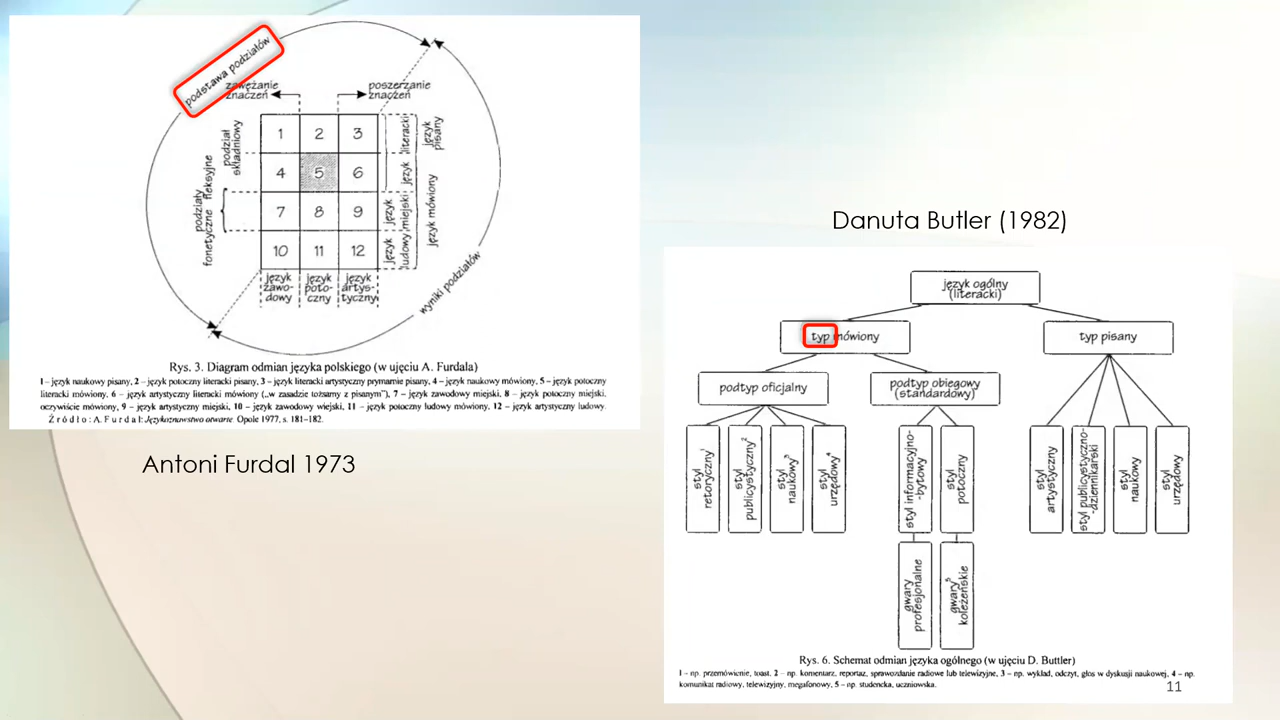 podstawa podziałów
zawężanie
znaczeń
poszerzanie
znaczeń
podział
składniowy
podziały
fonetyczne fleksyjne
1 2 3
4 5 6
7 8 9
10 11 12
język literacki
język miejski
język ludowy
język pisany
język mówiony
język
zawo-
dowy
język
poto-
czny
język
artys-
tyczny
wyniki podziałów
Rys. 3. Diagram odmian języka polskiego (w ujęciu A. Furdala)
1 – język naukowy pisany, 2 – język potoczny literacki pisany, 3 – język literacki artystyczny prymarnie pisany, 4 – język naukowy mówiony, 5 – język potoczny
literacki mówiony, 6 – język artystyczny literacki mówiony („w zasadzie tożsamy z pisanym”), 7 – język zawodowy miejski, 8 – język potoczny miejski,
oczywiście mówiony, 9 – język artystyczny miejski, 10 – język zawodowy wiejski, 11 – język potoczny ludowy mówiony, 12 – język artystyczny ludowy.
Źródło: A. Furdal: Językoznawstwo otwarte. Opole 1977, s. 181–182.
Antoni Furdal 1973
Danuta Butler (1982)
język ogólny
(literacki)
typ mówiony
typ pisany
podtyp oficjalny
podtyp obiegowy
(standardowy)
styl
retoryczny¹
styl
publicystyczny²
styl
naukowy³
styl
urzędowy⁴
styl informacyjno-
-bytowy
styl
potoczny
styl
artystyczny
styl publicystyczno-
-dziennikarski
styl
naukowy
styl
urzędowy
gwary
profesjonalne
gwary⁵
koleżeńskie
Rys. 6. Schemat odmian języka ogólnego (w ujęciu D. Buttler)
1 – np. przemówienie, toast, 2 – np. komentarz, reportaż, sprawozdanie radiowe lub telewizyjne, 3 – np. wykład, odczyt, głos w dyskusji naukowej, 4 – np.
komunikat radiowy, telewizyjny, megafonowy, 5 – np. studencka, uczniowska.
11